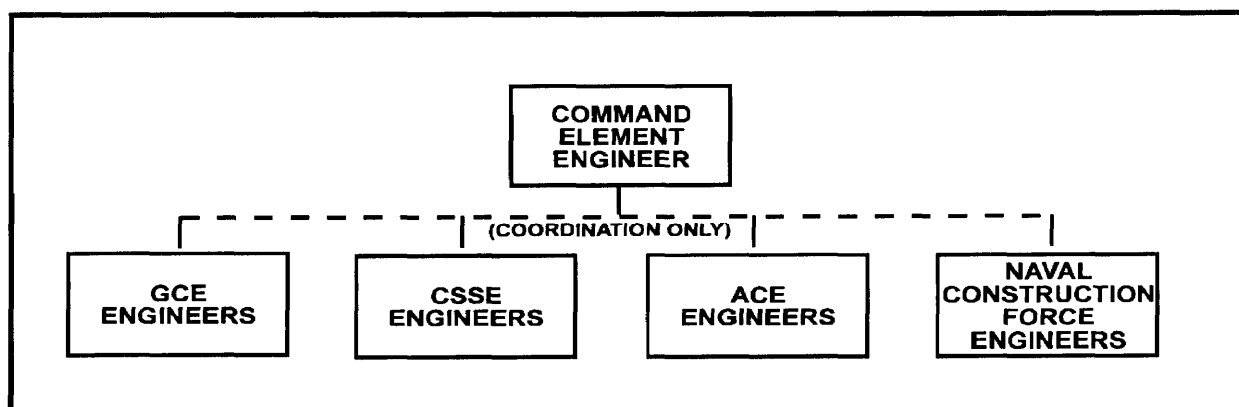 COMMAND
ELEMENT
ENGINEER
(COORDINATION ONLY)
GCE
ENGINEERS
CSSE
ENGINEERS
ACE
ENGINEERS
NAVAL
CONSTRUCTION
FORCE
ENGINEERS